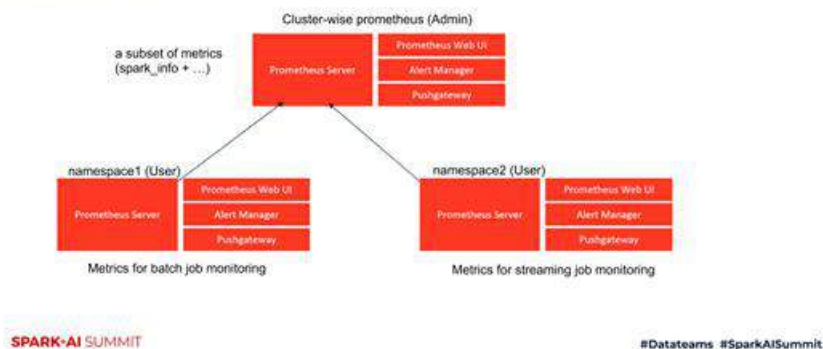 Cluster-wise prometheus (Admin)
a subset of metrics
(spark_info + ...)
Prometheus Server
Prometheus Web UI
Alert Manager
Pushgateway
namespace1 (User)
Prometheus Server
Prometheus Web UI
Alert Manager
Pushgateway
Metrics for batch job monitoring
namespace2 (User)
Prometheus Server
Prometheus Web UI
Alert Manager
Pushgateway
Metrics for streaming job monitoring
SPARK+AI SUMMIT
#Datateams #SparkAISummit